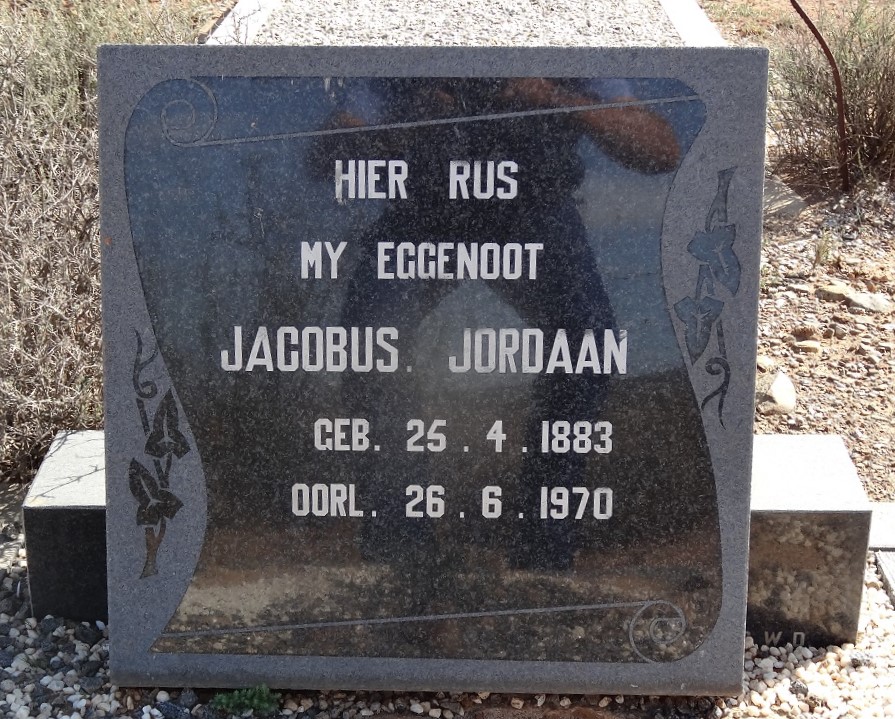 HIER RUS
MY EGGENOOT
JACOBUS. JORDAAN
GEB. 25 . 4 . 1883
OORL. 26 . 6 . 1970
W D